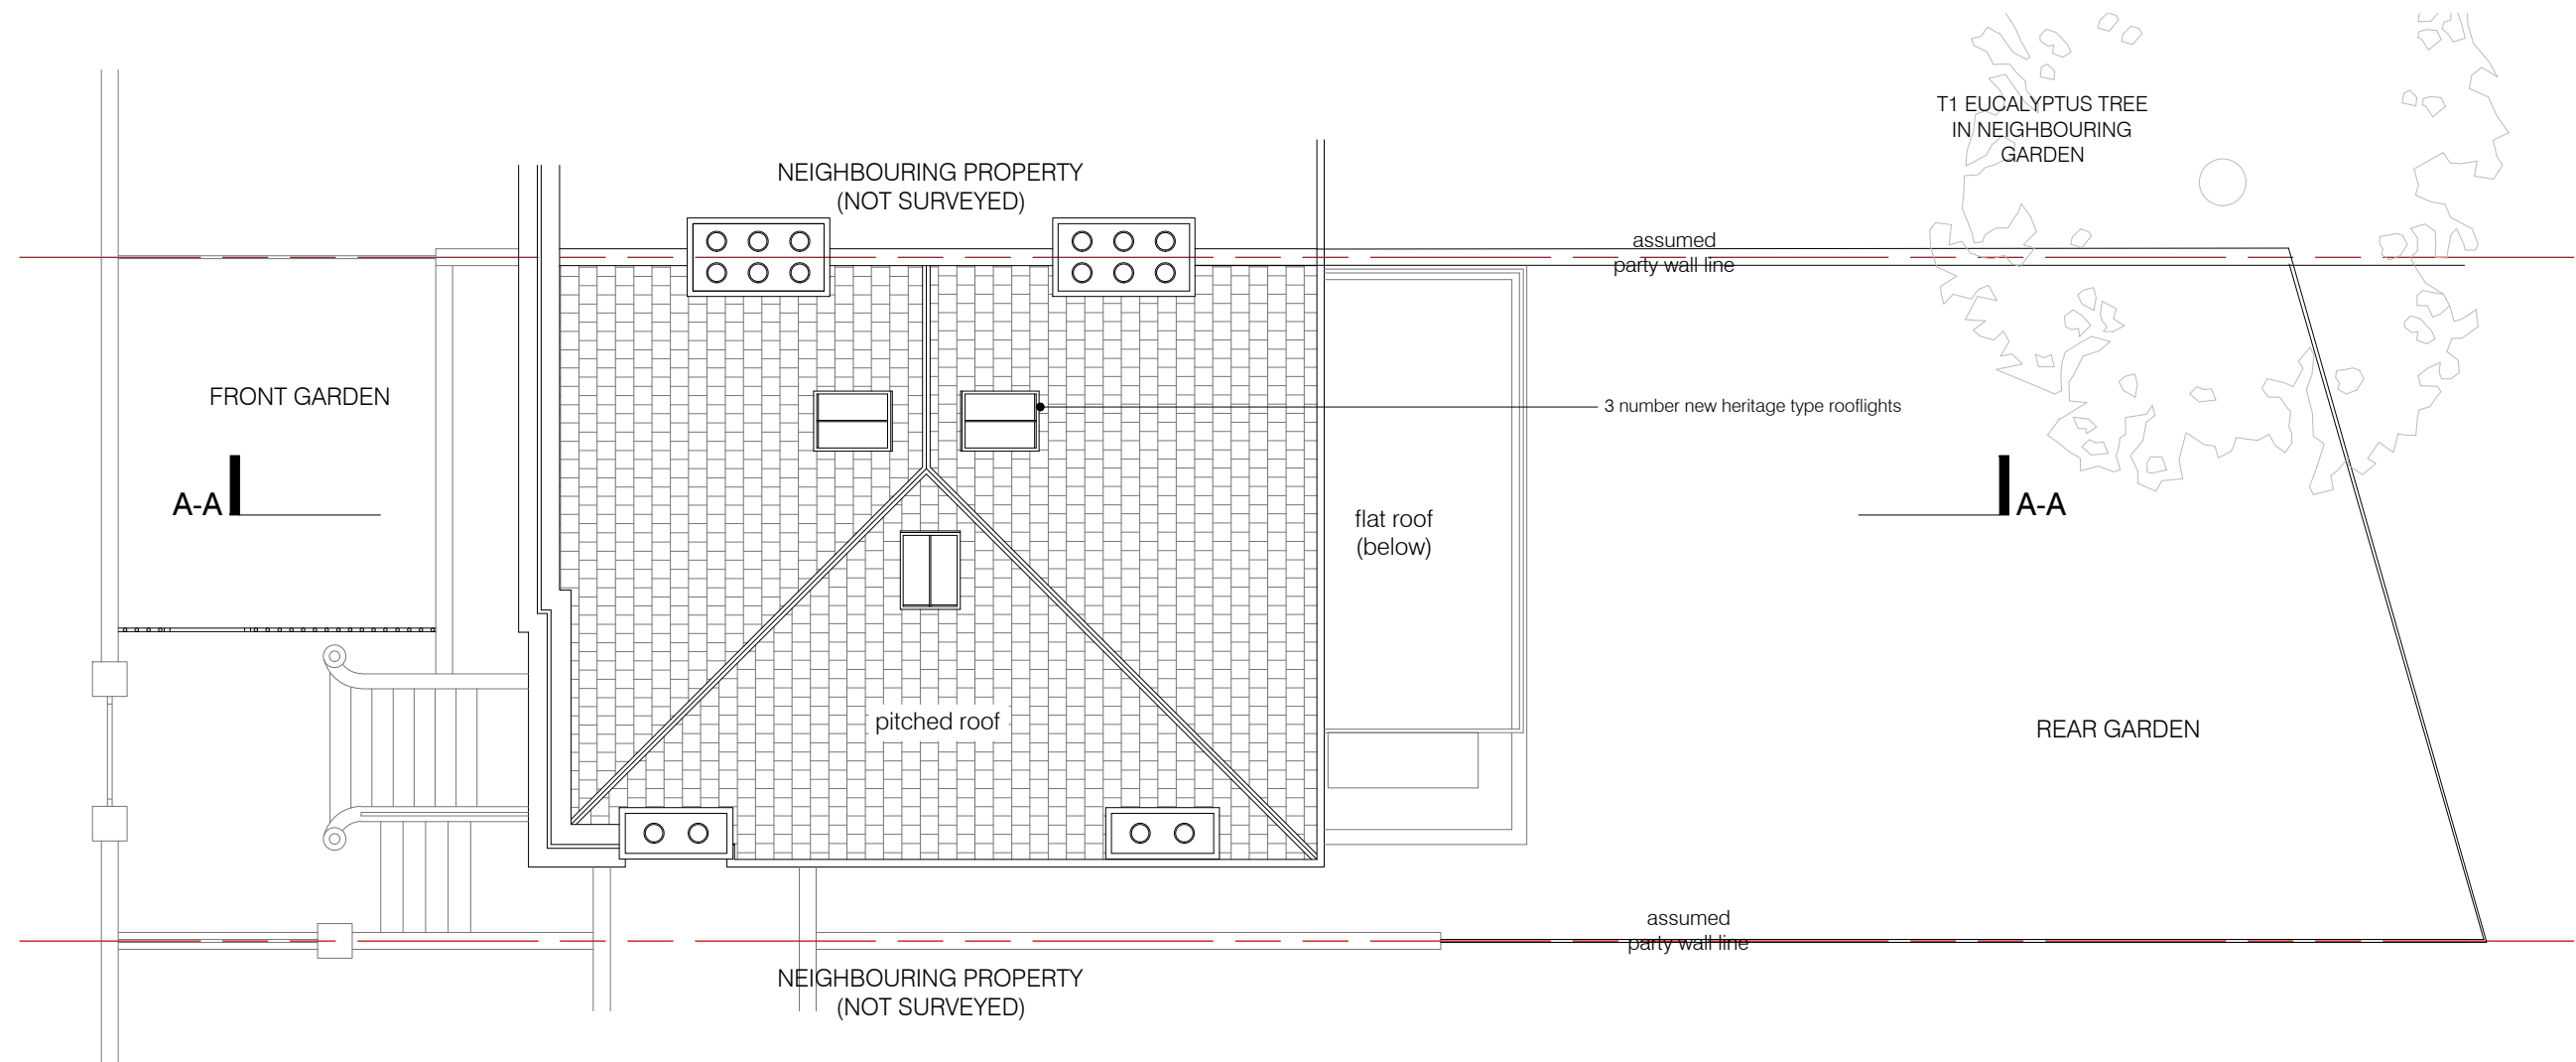 T1 EUCALYPTUS TREE
IN NEIGHBOURING
GARDEN
NEIGHBOURING PROPERTY
(NOT SURVEYED)
assumed
party wall line
FRONT GARDEN
3 number new heritage type rooflights
A-A
A-A
flat roof
(below)
pitched roof
REAR GARDEN
assumed
party wall line
NEIGHBOURING PROPERTY
(NOT SURVEYED)